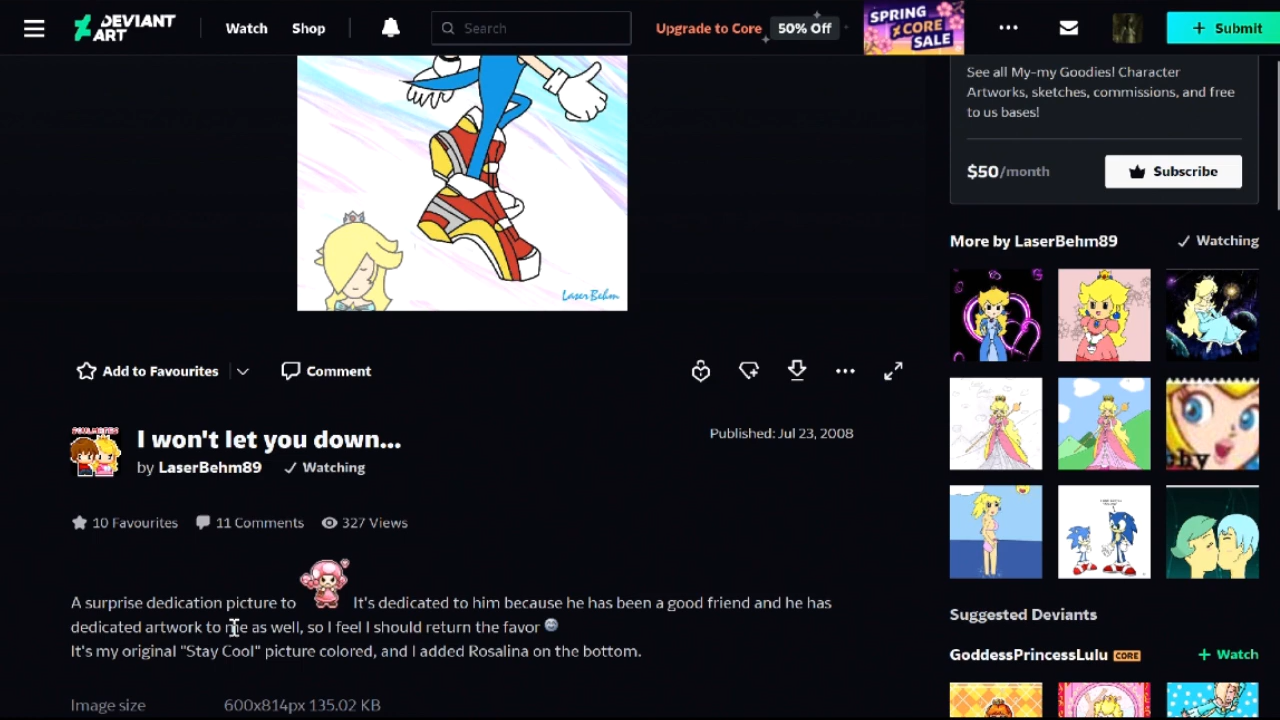 DEVIANT ART
Watch
Shop
Search
Upgrade to Core
50% Off
SPRING CORE SALE
+ Submit
See all My-my Goodies! Character
Artworks, sketches, commissions, and free
to us bases!
$50/month
Subscribe
LaserBehm
More by LaserBehm89
Watching
Add to Favourites
Comment
I won't let you down...
by LaserBehm89
Watching
Published: Jul 23, 2008
10 Favourites
11 Comments
327 Views
A surprise dedication picture to It's dedicated to him because he has been a good friend and he has
dedicated artwork to me as well, so I feel I should return the favor
It's my original "Stay Cool" picture colored, and I added Rosalina on the bottom.
Image size
600x814px 135.02 KB
Suggested Deviants
GoddessPrincessLulu
CORE
+ Watch